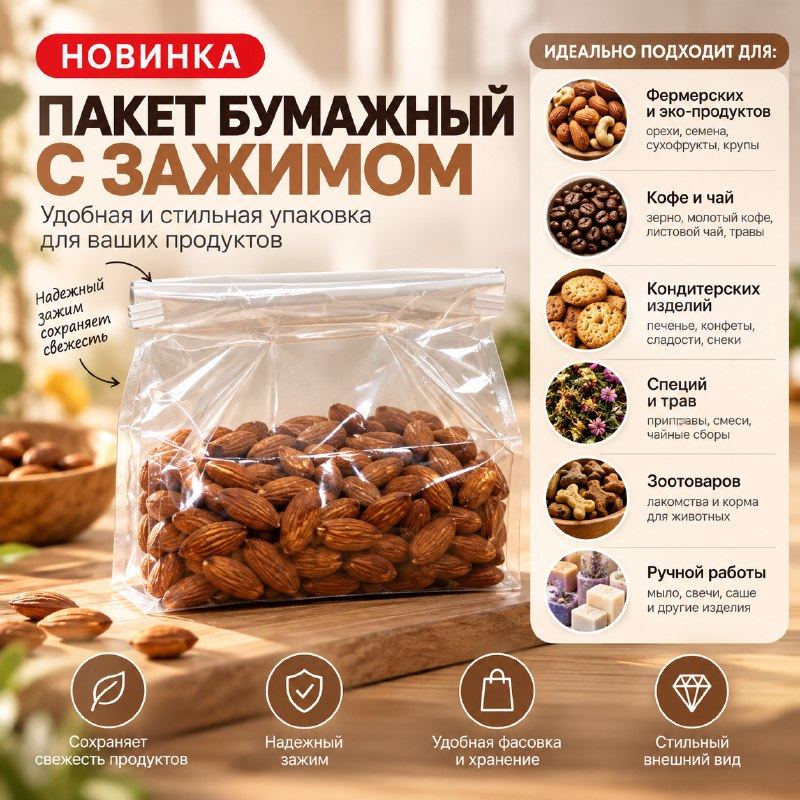 НОВИНКА
ПАКЕТ БУМАЖНЫЙ
С ЗАЖИМОМ
Удобная и стильная упаковка
для ваших продуктов
Надежный
зажим
сохраняет
свежесть
ИДЕАЛЬНО ПОДХОДИТ ДЛЯ:
Фермерских
и эко-продуктов
орехи, семена,
сухофрукты, крупы
Кофе и чай
зерно, молотый кофе,
листовой чай, травы
Кондитерских
изделий
печенье, конфеты,
сладости, снеки
Специй
и трав
приправы, смеси,
чайные сборы
Зоотоваров
лакомства и корма
для животных
Ручной работы
мыло, свечи, саше
и другие изделия
Сохраняет
свежесть продуктов
Надежный
зажим
Удобная фасовка
и хранение
Стильный
внешний вид